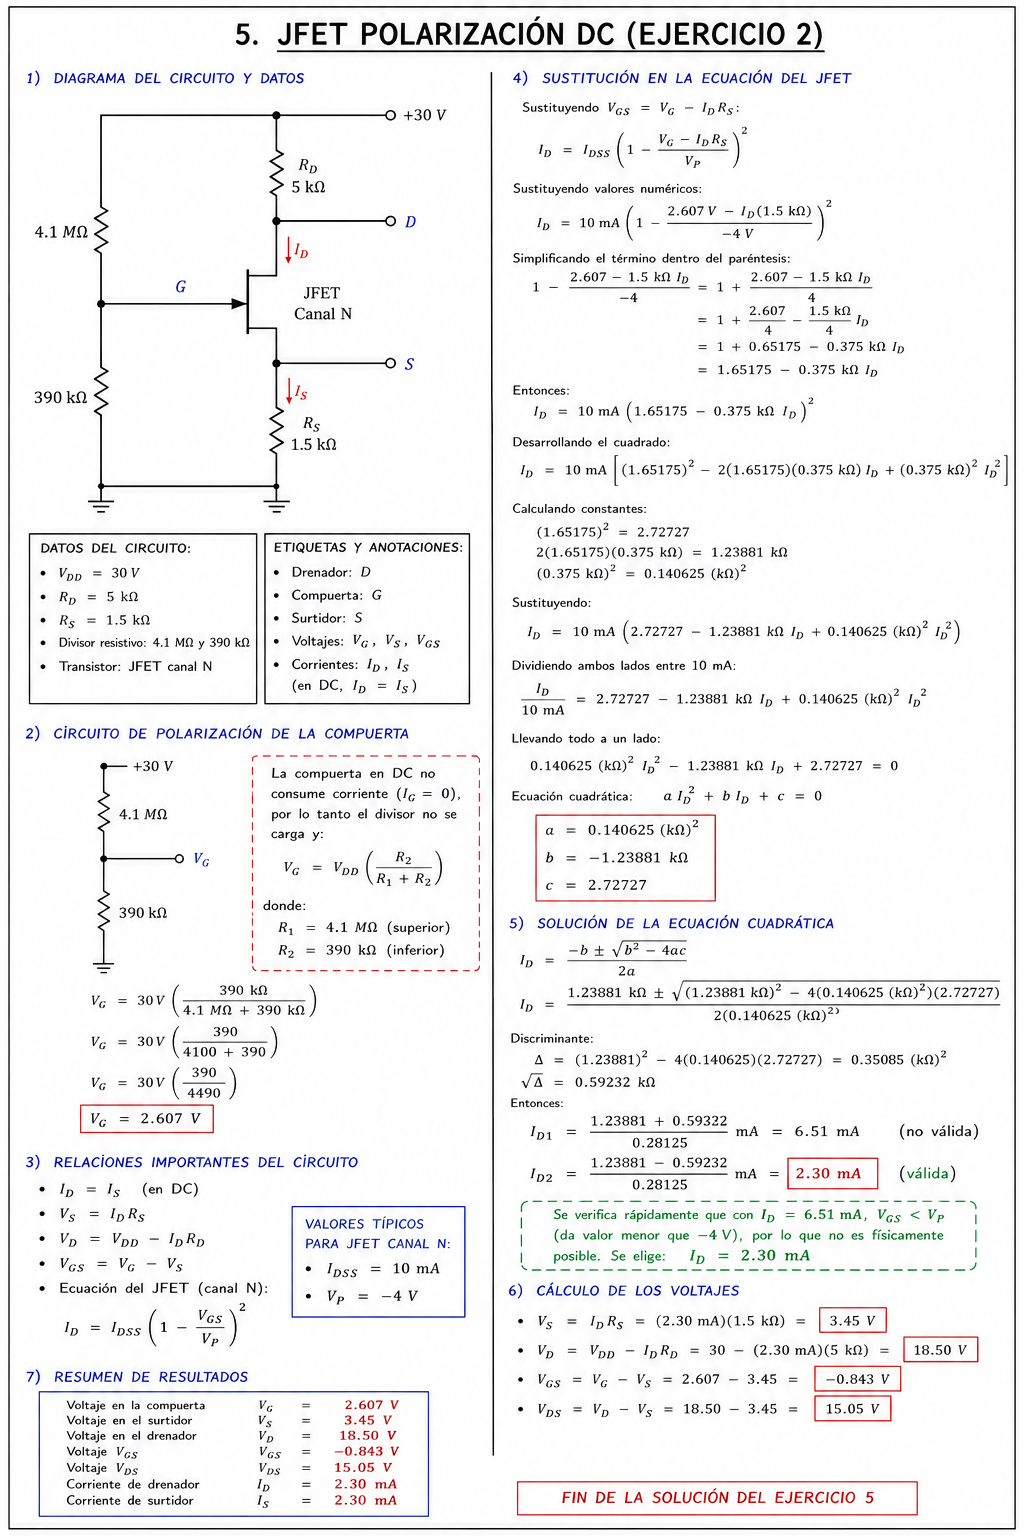 5. JFET POLARIZACIÓN DC (EJERCICIO 2)
1) DIAGRAMA DEL CIRCUITO Y DATOS
+30 V
R_D
5 kΩ
D
4.1 MΩ
I_D
G
JFET
Canal N
S
390 kΩ
I_S
R_S
1.5 kΩ
DATOS DEL CIRCUITO:
• V_DD = 30 V
• R_D = 5 kΩ
• R_S = 1.5 kΩ
• Divisor resistivo: 4.1 MΩ y 390 kΩ
• Transistor: JFET canal N
ETIQUETAS Y ANOTACIONES:
• Drenador: D
• Compuerta: G
• Surtidor: S
• Voltajes: V_G, V_S, V_GS
• Corrientes: I_D, I_S
(en DC, I_D = I_S)
2) CİRCUITO DE POLARIZACIÓN DE LA COMPUERTA
+30 V
4.1 MΩ
V_G
390 kΩ
La compuerta en DC no
consume corriente (I_G = 0),
por lo tanto el divisor no se
carga y:
V_G = V_DD (R_2 / (R_1 + R_2))
donde:
R_1 = 4.1 MΩ (superior)
R_2 = 390 kΩ (inferior)
V_G = 30 V (390 kΩ / (4.1 MΩ + 390 kΩ))
V_G = 30 V (390 / (4100 + 390))
V_G = 30 V (390 / 4490)
V_G = 2.607 V
3) RELACİONES IMPORTANTES DEL CİRCUITO
• I_D = I_S (en DC)
• V_S = I_D R_S
• V_D = V_DD − I_D R_D
• V_GS = V_G − V_S
• Ecuación del JFET (canal N):
I_D = I_DSS (1 − V_GS / V_P)²
VALORES TÍPICOS
PARA JFET CANAL N:
• I_DSS = 10 mA
• V_P = −4 V
7) RESUMEN DE RESULTADOS
Voltaje en la compuerta V_G = 2.607 V
Voltaje en el surtidor V_S = 3.45 V
Voltaje en el drenador V_D = 18.50 V
Voltaje V_GS V_GS = −0.843 V
Voltaje V_DS V_DS = 15.05 V
Corriente de drenador I_D = 2.30 mA
Corriente de surtidor I_S = 2.30 mA
4) SUSTITUCIÓN EN LA ECUACIÓN DEL JFET
Sustituyendo V_GS = V_G − I_D R_S:
I_D = I_DSS (1 − (V_G − I_D R_S) / V_P)²
Sustituyendo valores numéricos:
I_D = 10 mA (1 − (2.607 V − I_D(1.5 kΩ)) / −4 V)²
Simplificando el término dentro del paréntesis:
1 − (2.607 − 1.5 kΩ I_D) / −4 = 1 + (2.607 − 1.5 kΩ I_D) / 4
= 1 + 2.607 / 4 − 1.5 kΩ / 4 I_D
= 1 + 0.65175 − 0.375 kΩ I_D
= 1.65175 − 0.375 kΩ I_D
Entonces:
I_D = 10 mA (1.65175 − 0.375 kΩ I_D)²
Desarrollando el cuadrado:
I_D = 10 mA [(1.65175)² − 2(1.65175)(0.375 kΩ) I_D + (0.375 kΩ)² I_D²]
Calculando constantes:
(1.65175)² = 2.72727
2(1.65175)(0.375 kΩ) = 1.23881 kΩ
(0.375 kΩ)² = 0.140625 (kΩ)²
Sustituyendo:
I_D = 10 mA (2.72727 − 1.23881 kΩ I_D + 0.140625 (kΩ)² I_D²)
Dividiendo ambos lados entre 10 mA:
I_D / 10 mA = 2.72727 − 1.23881 kΩ I_D + 0.140625 (kΩ)² I_D²
Llevando todo a un lado:
0.140625 (kΩ)² I_D² − 1.23881 kΩ I_D + 2.72727 = 0
Ecuación cuadrática: a I_D² + b I_D + c = 0
a = 0.140625 (kΩ)²
b = −1.23881 kΩ
c = 2.72727
5) SOLUCIÓN DE LA ECUACIÓN CUADRÁTICA
I_D = (−b ± √(b² − 4ac)) / 2a
I_D = (1.23881 kΩ ± √((1.23881 kΩ)² − 4(0.140625 (kΩ)²)(2.72727))) / 2(0.140625 (kΩ)²)
Discriminante:
Δ = (1.23881)² − 4(0.140625)(2.72727) = 0.35085 (kΩ)²
√Δ = 0.59232 kΩ
Entonces:
I_D1 = (1.23881 + 0.59322) / 0.28125 mA = 6.51 mA (no válida)
I_D2 = (1.23881 − 0.59232) / 0.28125 mA = 2.30 mA (válida)
Se verifica rápidamente que con I_D = 6.51 mA, V_GS < V_P
(da valor menor que −4 V), por lo que no es físicamente
posible. Se elige: I_D = 2.30 mA
6) CÁLCULO DE LOS VOLTAJES
• V_S = I_D R_S = (2.30 mA)(1.5 kΩ) = 3.45 V
• V_D = V_DD − I_D R_D = 30 − (2.30 mA)(5 kΩ) = 18.50 V
• V_GS = V_G − V_S = 2.607 − 3.45 = −0.843 V
• V_DS = V_D − V_S = 18.50 − 3.45 = 15.05 V
FIN DE LA SOLUCIÓN DEL EJERCICIO 5